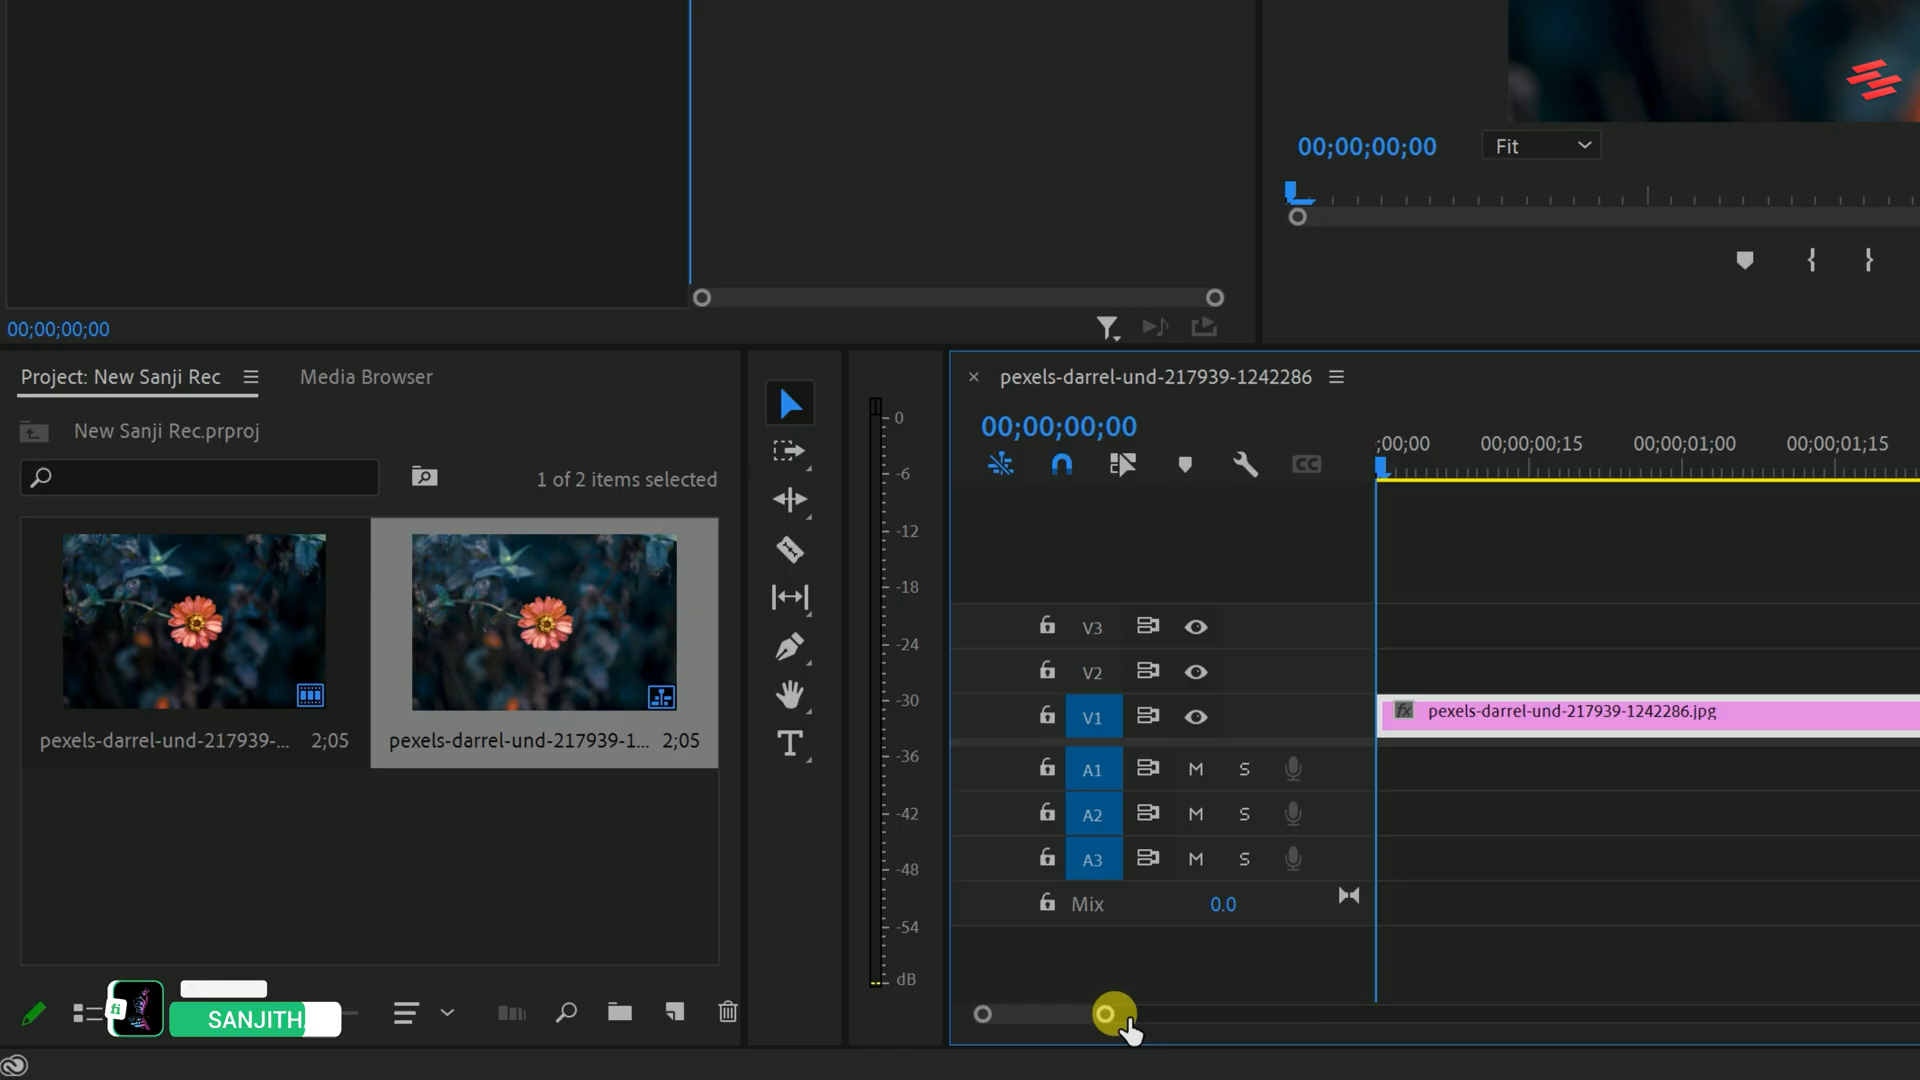 00;00;00;00
Fit
00;00;00;00
Project: New Sanji Rec
Media Browser
New Sanji Rec.prproj
1 of 2 items selected
pexels-darrel-und-217939-... 2;05
pexels-darrel-und-217939-1... 2;05
0
-6
-12
-18
-24
-30
-36
-42
-48
-54
dB
pexels-darrel-und-217939-1242286
00;00;00;00
;00;00
00;00;00;15
00;00;01;00
00;00;01;15
CC
V3
V2
V1
fx pexels-darrel-und-217939-1242286.jpg
A1 M S
A2 M S
A3 M S
Mix 0.0
fi
SANJITH